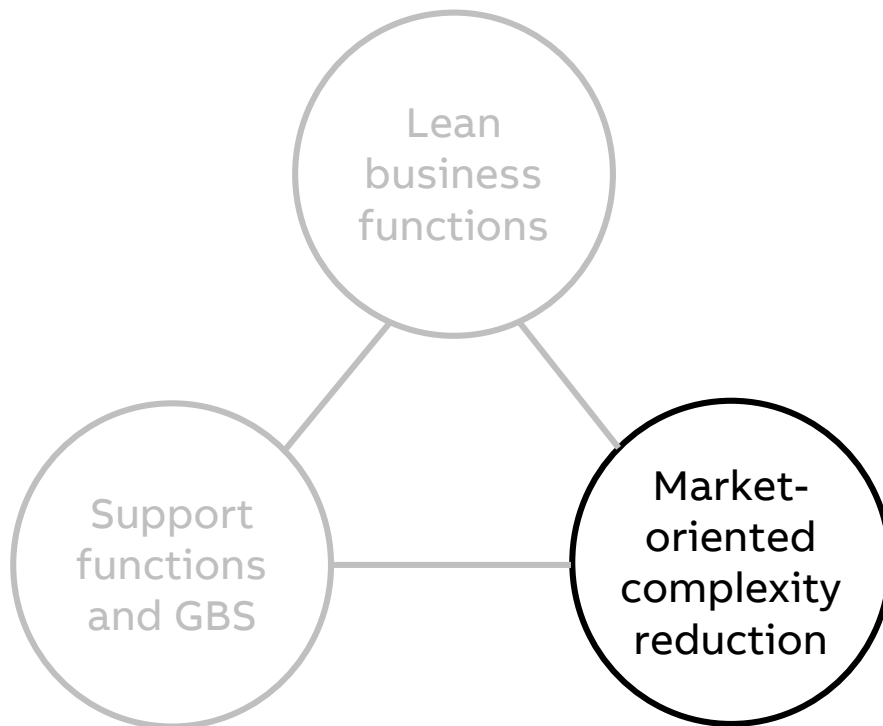 Lean
business
functions
Support
functions
and GBS
Market-
oriented
complexity
reduction